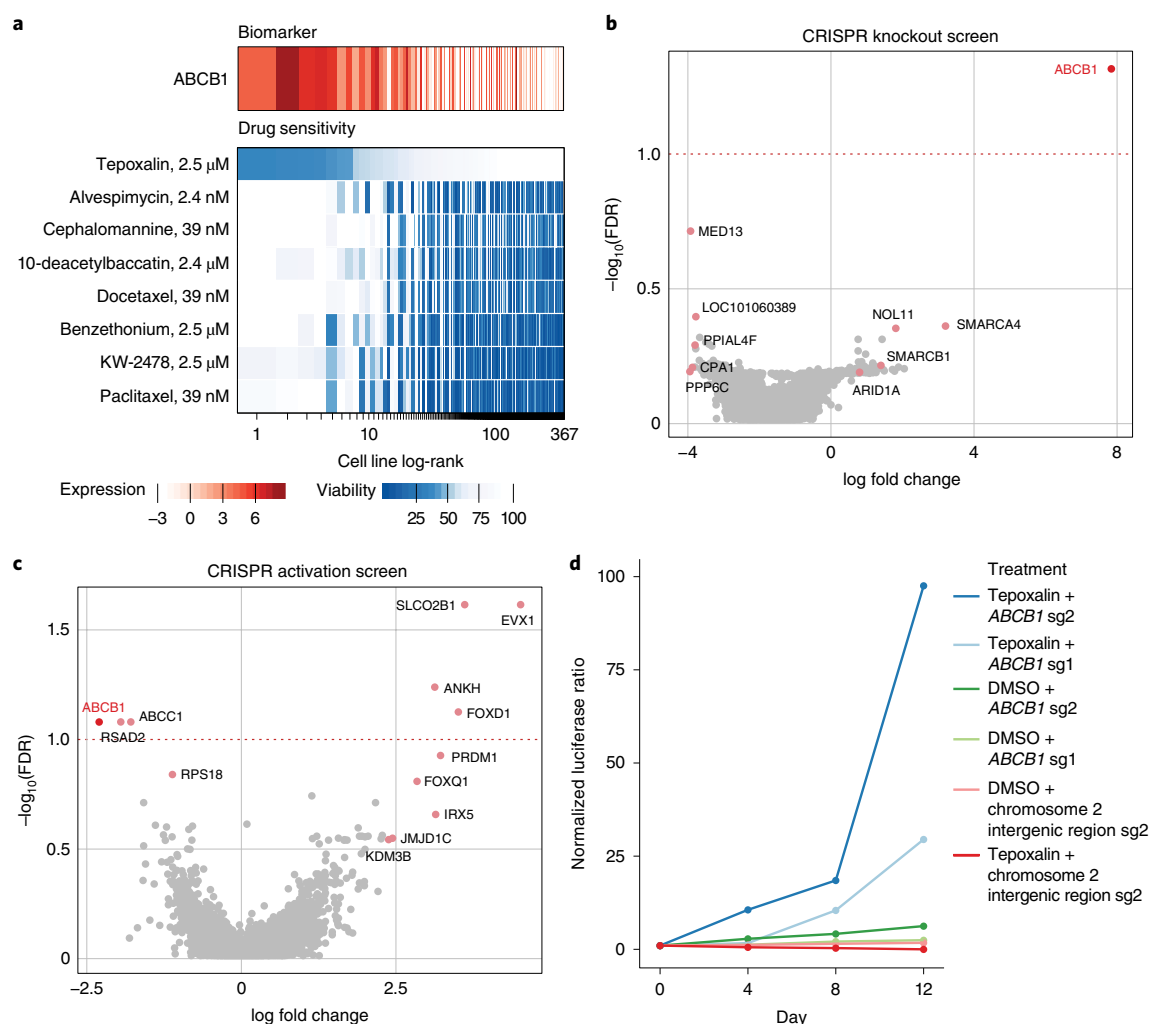 a
Biomarker
ABCB1
Drug sensitivity
Tepoxalin, 2.5 μM
Alvespimycin, 2.4 nM
Cephalomannine, 39 nM
10-deacetylbaccatin, 2.4 μM
Docetaxel, 39 nM
Benzethonium, 2.5 μM
KW-2478, 2.5 μM
Paclitaxel, 39 nM
1 10 100 367
Cell line log-rank
Expression
−3 0 3 6
Viability
25 50 75 100
b
CRISPR knockout screen
ABCB1
1.0
MED13
−log10(FDR)
0.5
LOC101060389
NOL11
SMARCA4
PPIAL4F
SMARCB1
CPA1
PPP6C
ARID1A
0
−4 0 4 8
log fold change
c
CRISPR activation screen
SLCO2B1
EVX1
1.5
ANKH
ABCB1
ABCC1
FOXD1
RSAD2
1.0
PRDM1
−log10(FDR)
RPS18
FOXQ1
IRX5
JMJD1C
0.5
KDM3B
0
−2.5 0 2.5
log fold change
d
100
75
50
25
0
Normalized luciferase ratio
0 4 8 12
Day
Treatment
Tepoxalin +
ABCB1 sg2
Tepoxalin +
ABCB1 sg1
DMSO +
ABCB1 sg2
DMSO +
ABCB1 sg1
DMSO +
chromosome 2
intergenic region sg2
Tepoxalin +
chromosome 2
intergenic region sg2